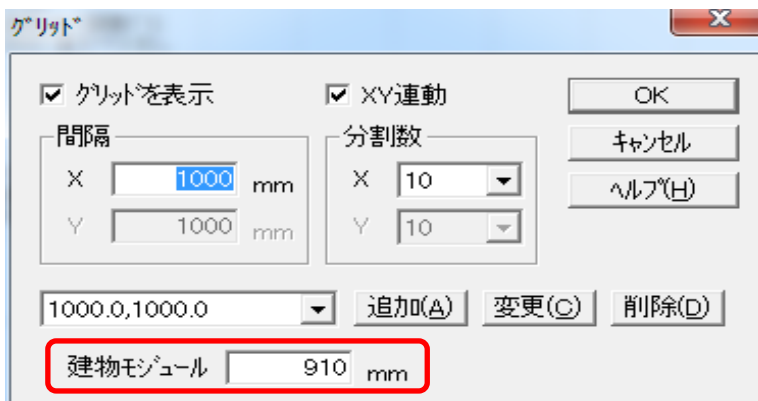 グリッド
グリッドを表示
XY連動
OK
間隔
分割数
キャンセル
X 1000 mm
X 10
ヘルプ(H)
Y 1000 mm
Y 10
1000.0,1000.0
追加(A)
変更(C)
削除(D)
建物モジュール 910 mm